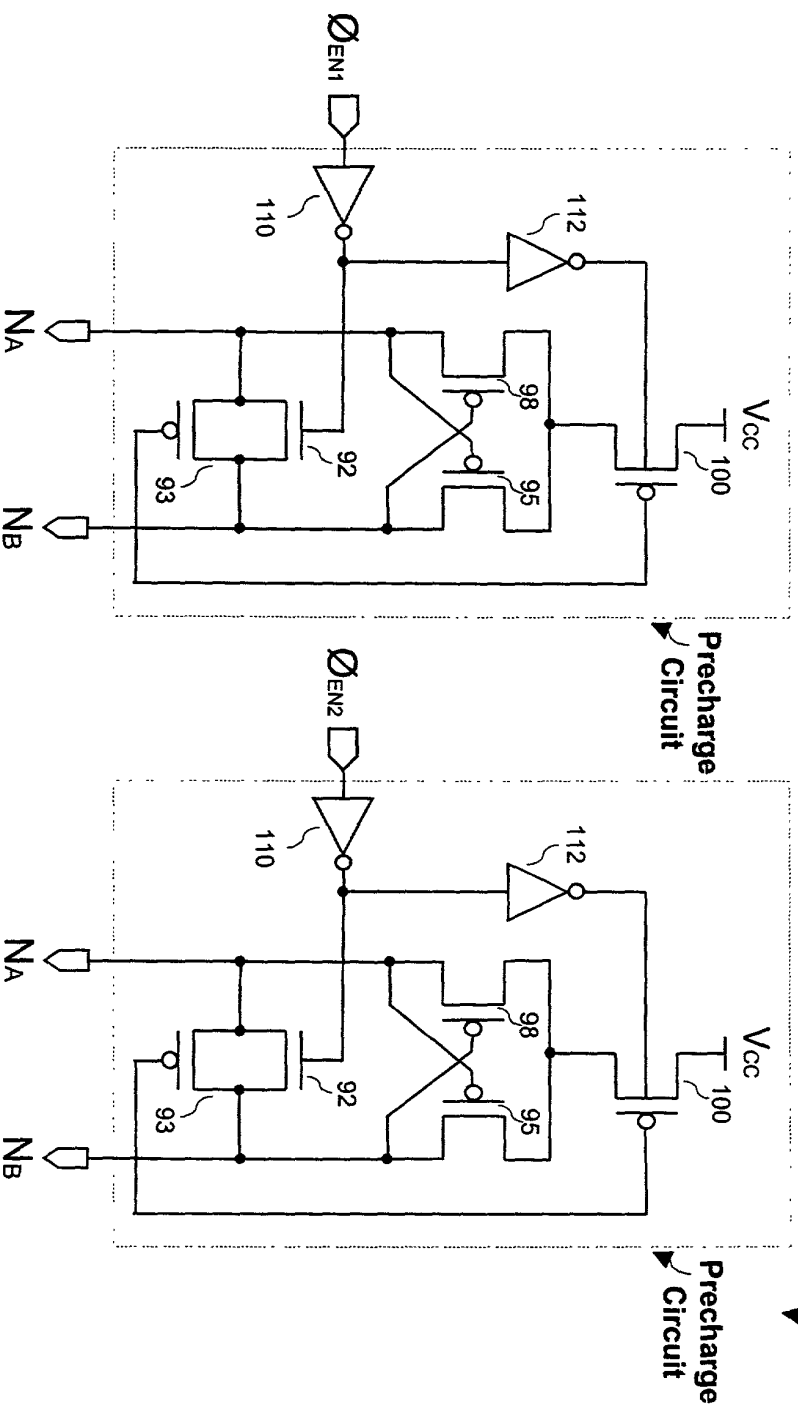 ØEN1
110
112
VCC
100
98
95
92
93
NA
NB
Precharge
Circuit
ØEN2
110
112
VCC
100
98
95
92
93
NA
NB
Precharge
Circuit